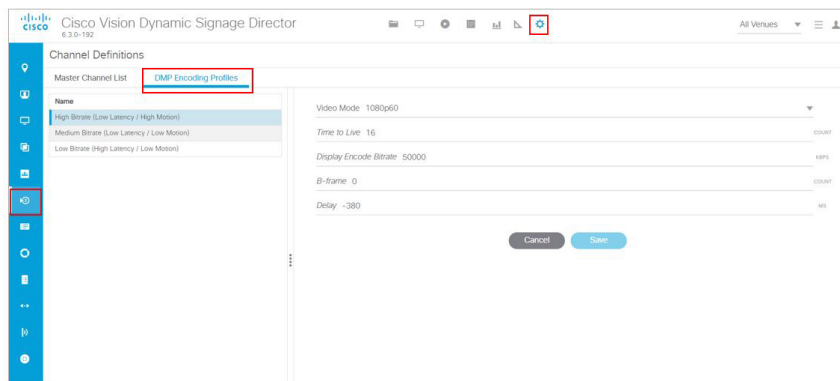 CISCO
Cisco Vision Dynamic Signage Director
6.3.0-192
All Venues
Channel Definitions
Master Channel List
DMP Encoding Profiles
Name
High Bitrate (Low Latency / High Motion)
Medium Bitrate (Low Latency / Low Motion)
Low Bitrate (High Latency / Low Motion)
Video Mode 1080p60
Time to Live 16 COUNT
Display Encode Bitrate 50000 KBPS
B-frame 0 COUNT
Delay -380 MS
Cancel
Save